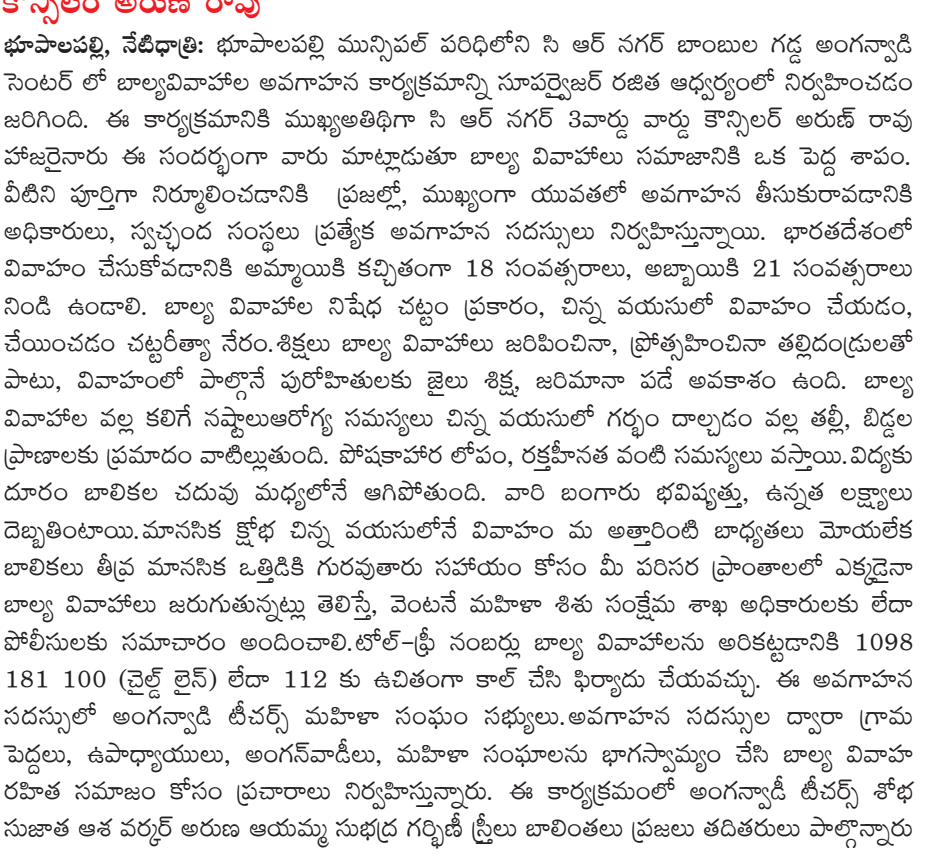 కౌన్సిలర్ అరుణ్ రావు
భూపాలపల్లి, నేటిధాత్రి: భూపాలపల్లి మున్సిపల్ పరిధిలోని సి ఆర్ నగర్ బాంబుల గడ్డ అంగన్వాడి
సెంటర్ లో బాల్యవివాహాల అవగాహన కార్యక్రమాన్ని సూపర్వైజర్ రజిత ఆధ్వర్యంలో నిర్వహించడం
జరిగింది. ఈ కార్యక్రమానికి ముఖ్యఅతిథిగా సి ఆర్ నగర్ 3వార్డు వార్డు కౌన్సిలర్ అరుణ్ రావు
హాజరైనారు ఈ సందర్భంగా వారు మాట్లాడుతూ బాల్య వివాహాలు సమాజానికి ఒక పెద్ద శాపం.
వీటిని పూర్తిగా నిర్మూలించడానికి ప్రజల్లో, ముఖ్యంగా యువతలో అవగాహన తీసుకురావడానికి
అధికారులు, స్వచ్ఛంద సంస్థలు ప్రత్యేక అవగాహన సదస్సులు నిర్వహిస్తున్నాయి. భారతదేశంలో
వివాహం చేసుకోవడానికి అమ్మాయికి కచ్చితంగా 18 సంవత్సరాలు, అబ్బాయికి 21 సంవత్సరాలు
నిండి ఉండాలి. బాల్య వివాహాల నిషేధ చట్టం ప్రకారం, చిన్న వయసులో వివాహం చేయడం,
చేయించడం చట్టరీత్యా నేరం.శిక్షలు బాల్య వివాహాలు జరిపించినా, ప్రోత్సహించినా తల్లిదండ్రులతో
పాటు, వివాహంలో పాల్గొనే పురోహితులకు జైలు శిక్ష, జరిమానా పడే అవకాశం ఉంది. బాల్య
వివాహాల వల్ల కలిగే నష్టాలుఆరోగ్య సమస్యలు చిన్న వయసులో గర్భం దాల్చడం వల్ల తల్లీ, బిడ్డల
ప్రాణాలకు ప్రమాదం వాటిల్లుతుంది. పోషకాహార లోపం, రక్తహీనత వంటి సమస్యలు వస్తాయి.విద్యకు
దూరం బాలికల చదువు మధ్యలోనే ఆగిపోతుంది. వారి బంగారు భవిష్యత్తు, ఉన్నత లక్ష్యాలు
దెబ్బతింటాయి.మానసిక క్షోభ చిన్న వయసులోనే వివాహం మ అత్తారింటి బాధ్యతలు మోయలేక
బాలికలు తీవ్ర మానసిక ఒత్తిడికి గురవుతారు సహాయం కోసం మీ పరిసర ప్రాంతాలలో ఎక్కడైనా
బాల్య వివాహాలు జరుగుతున్నట్లు తెలిస్తే, వెంటనే మహిళా శిశు సంక్షేమ శాఖ అధికారులకు లేదా
పోలీసులకు సమాచారం అందించాలి.టోల్-ఫ్రీ నంబర్లు బాల్య వివాహాలను అరికట్టడానికి 1098
181 100 (చైల్డ్ లైన్) లేదా 112 కు ఉచితంగా కాల్ చేసి ఫిర్యాదు చేయవచ్చు. ఈ అవగాహన
సదస్సులో అంగన్వాడి టీచర్స్ మహిళా సంఘం సభ్యులు.అవగాహన సదస్సుల ద్వారా గ్రామ
పెద్దలు, ఉపాధ్యాయులు, అంగన్‌వాడీలు, మహిళా సంఘాలను భాగస్వామ్యం చేసి బాల్య వివాహ
రహిత సమాజం కోసం ప్రచారాలు నిర్వహిస్తున్నారు. ఈ కార్యక్రమంలో అంగన్వాడీ టీచర్స్ శోభ
సుజాత ఆశ వర్కర్ అరుణ ఆయమ్మ సుభద్ర గర్భిణీ స్త్రీలు బాలింతలు ప్రజలు తదితరులు పాల్గొన్నారు